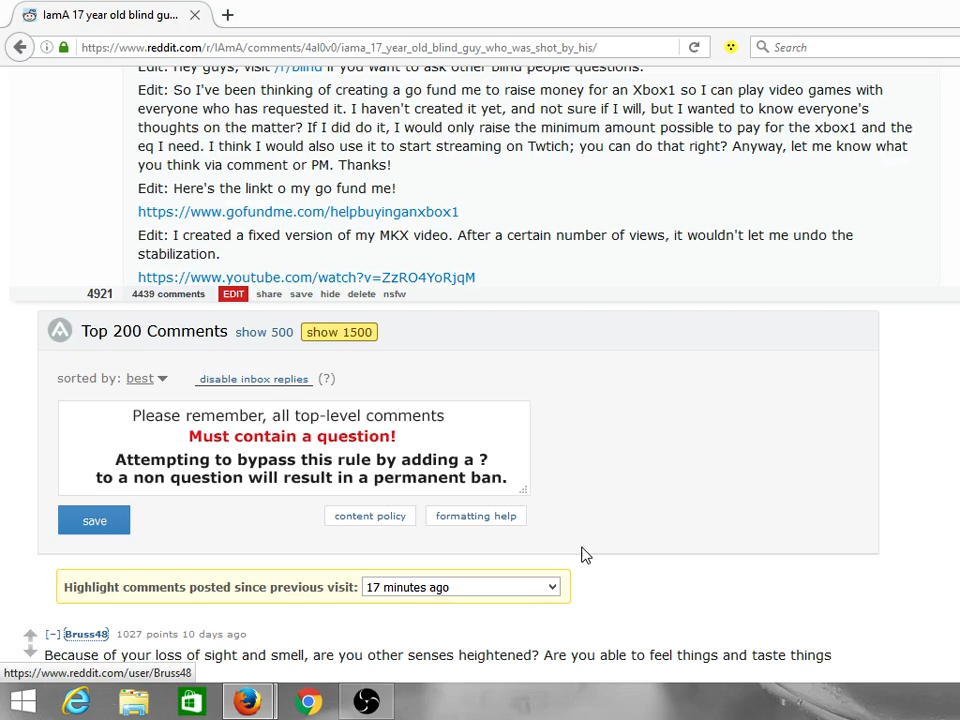 IamA 17 year old blind gu...
https://www.reddit.com/r/IAmA/comments/4al0v0/iama_17_year_old_blind_guy_who_was_shot_by_his/
Search
Edit: Hey guys, visit /r/blind if you want to ask other blind people questions.
Edit: So I've been thinking of creating a go fund me to raise money for an Xbox1 so I can play video games with
everyone who has requested it. I haven't created it yet, and not sure if I will, but I wanted to know everyone's
thoughts on the matter? If I did do it, I would only raise the minimum amount possible to pay for the xbox1 and the
eq I need. I think I would also use it to start streaming on Twtich; you can do that right? Anyway, let me know what
you think via comment or PM. Thanks!
Edit: Here's the linkt o my go fund me!
https://www.gofundme.com/helpbuyinganxbox1
Edit: I created a fixed version of my MKX video. After a certain number of views, it wouldn't let me undo the
stabilization.
https://www.youtube.com/watch?v=ZzRO4YoRjqM
4921 4439 comments EDIT share save hide delete nsfw
Top 200 Comments show 500 show 1500
sorted by: best disable inbox replies (?)
Please remember, all top-level comments
Must contain a question!
Attempting to bypass this rule by adding a ?
to a non question will result in a permanent ban.
save content policy formatting help
Highlight comments posted since previous visit: 17 minutes ago
[−] Bruss48 1027 points 10 days ago
Because of your loss of sight and smell, are you other senses heightened? Are you able to feel things and taste things
https://www.reddit.com/user/Bruss48